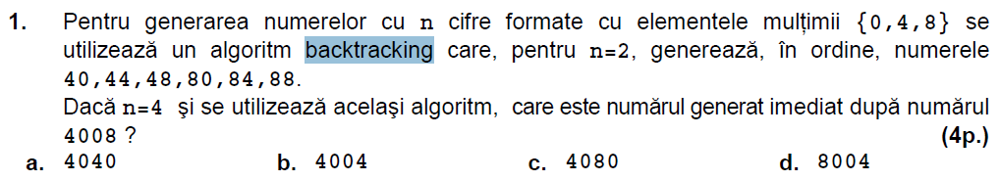 1. Pentru generarea numerelor cu n cifre formate cu elementele mulţimii {0,4,8} se
utilizează un algoritm backtracking care, pentru n=2, generează, în ordine, numerele
40,44,48,80,84,88.
Dacă n=4 şi se utilizează acelaşi algoritm, care este numărul generat imediat după numărul
4008 ? (4p.)
a. 4040 b. 4004 c. 4080 d. 8004